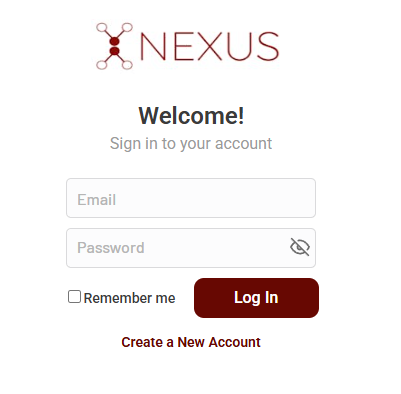 NEXUS
Welcome!
Sign in to your account
Email
Password
Remember me
Log In
Create a New Account